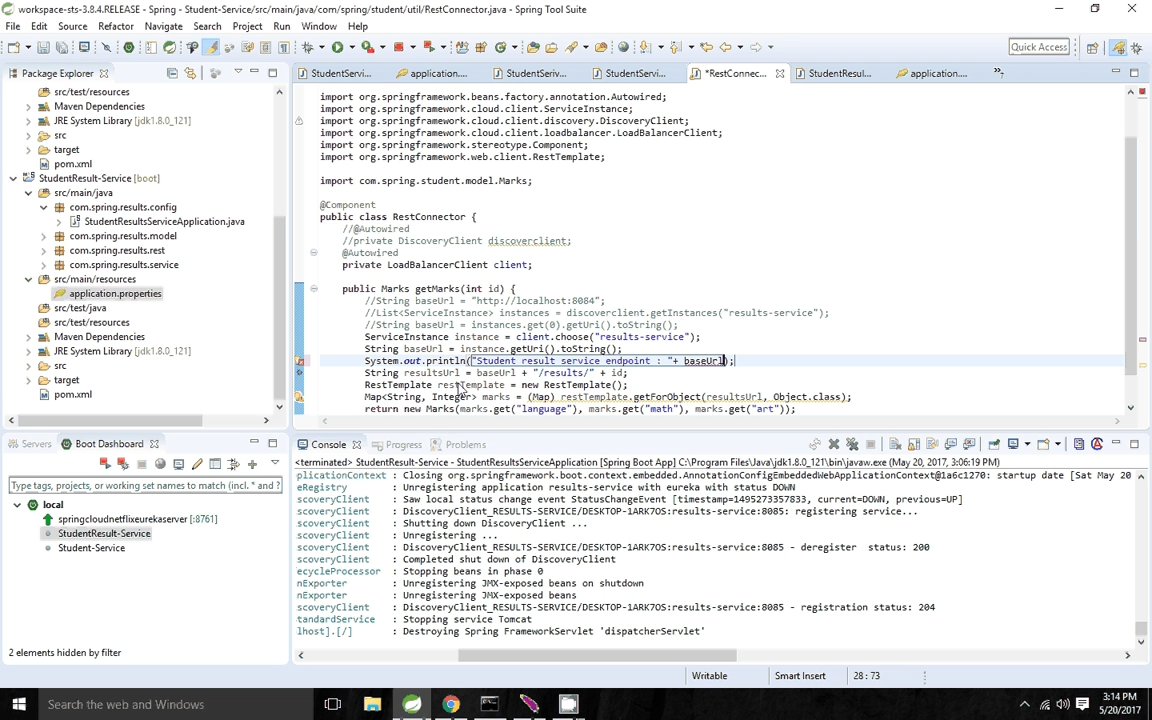 workspace-sts-3.8.4.RELEASE - Spring - Student-Service/src/main/java/com/spring/student/util/RestConnector.java - Spring Tool Suite
File Edit Source Refactor Navigate Search Project Run Window Help
Quick Access
Package Explorer
src/test/resources
Maven Dependencies
JRE System Library [jdk1.8.0_121]
src
target
pom.xml
StudentResult-Service [boot]
src/main/java
com.spring.results.config
StudentResultsServiceApplication.java
com.spring.results.model
com.spring.results.rest
com.spring.results.service
src/main/resources
application.properties
src/test/java
src/test/resources
Maven Dependencies
JRE System Library [jdk1.8.0_121]
src
target
pom.xml
StudentServi... application.... StudentSeriv... StudentServi... *RestConnec... StudentResul... application....
import org.springframework.beans.factory.annotation.Autowired;
import org.springframework.cloud.client.ServiceInstance;
import org.springframework.cloud.client.discovery.DiscoveryClient;
import org.springframework.cloud.client.loadbalancer.LoadBalancerClient;
import org.springframework.stereotype.Component;
import org.springframework.web.client.RestTemplate;
import com.spring.student.model.Marks;
@Component
public class RestConnector {
//@Autowired
//private DiscoveryClient discoverclient;
@Autowired
private LoadBalancerClient client;
public Marks getMarks(int id) {
//String baseUrl = "http://localhost:8084";
//List<ServiceInstance> instances = discoverclient.getInstances("results-service");
//String baseUrl = instances.get(0).getUri().toString();
ServiceInstance instance = client.choose("results-service");
String baseUrl = instance.getUri().toString();
System.out.println("Student result service endpoint : "+ baseUrl);
String resultsUrl = baseUrl + "/results/" + id;
RestTemplate restTemplate = new RestTemplate();
Map<String, Integer> marks = (Map) restTemplate.getForObject(resultsUrl, Object.class);
return new Marks(marks.get("language"), marks.get("math"), marks.get("art"));
Servers Boot Dashboard
Type tags, projects, or working set names to match (incl. * and ?
local
springcloudnetflixeurekaserver [:8761]
StudentResult-Service
Student-Service
2 elements hidden by filter
Console Progress Problems
<terminated> StudentResult-Service - StudentResultsServiceApplication [Spring Boot App] C:\Program Files\Java\jdk1.8.0_121\bin\javaw.exe (May 20, 2017, 3:06:19 PM)
plicationContext : Closing org.springframework.boot.context.embedded.AnnotationConfigEmbeddedWebApplicationContext@1a6c1270: startup date [Sat May 20
eRegistry : Unregistering application results-service with eureka with status DOWN
scoveryClient : Saw local status change event StatusChangeEvent [timestamp=1495273357833, current=DOWN, previous=UP]
scoveryClient : DiscoveryClient_RESULTS-SERVICE/DESKTOP-1ARK7OS:results-service:8085: registering service...
scoveryClient : Shutting down DiscoveryClient ...
scoveryClient : Unregistering ...
scoveryClient : DiscoveryClient_RESULTS-SERVICE/DESKTOP-1ARK7OS:results-service:8085 - deregister status: 200
scoveryClient : Completed shut down of DiscoveryClient
ecycleProcessor : Stopping beans in phase 0
nExporter : Unregistering JMX-exposed beans on shutdown
nExporter : Unregistering JMX-exposed beans
scoveryClient : DiscoveryClient_RESULTS-SERVICE/DESKTOP-1ARK7OS:results-service:8085 - registration status: 204
tandardService : Stopping service Tomcat
lhost].[/] : Destroying Spring FrameworkServlet 'dispatcherServlet'
Writable Smart Insert 28 : 73
Search the web and Windows
3:14 PM
5/20/2017